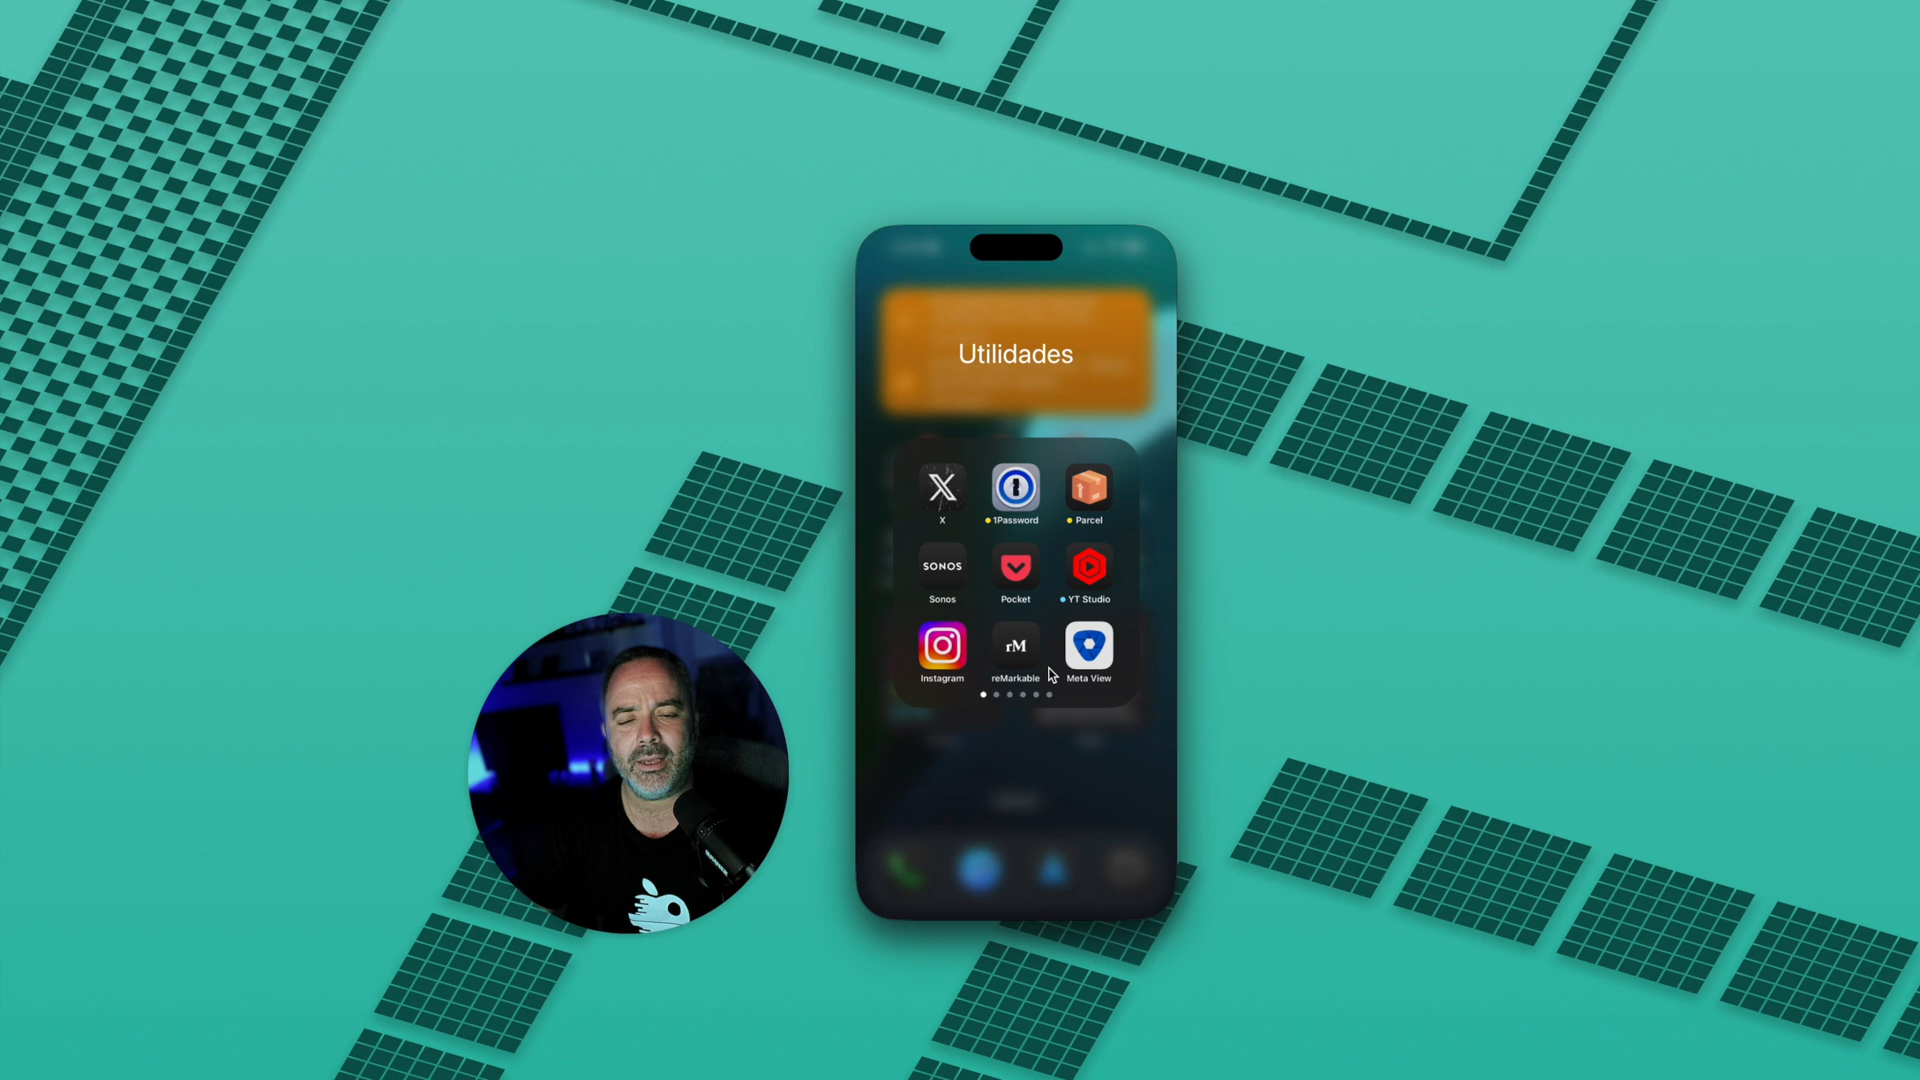 Utilidades
X
1Password
Parcel
SONOS
Sonos
Pocket
YT Studio
rM
Instagram
reMarkable
Meta View